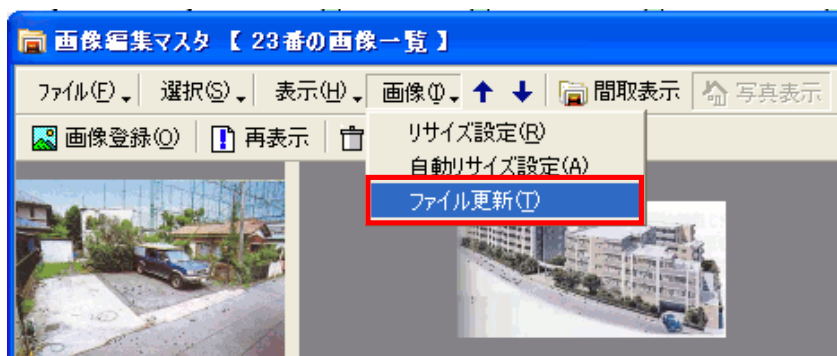 画像編集マスタ 【 23番の画像一覧 】
ファイル(F) 選択(S) 表示(H) 画像(I) 間取表示 写真表示
画像登録(O) 再表示
リサイズ設定(R)
自動リサイズ設定(A)
ファイル更新(T)